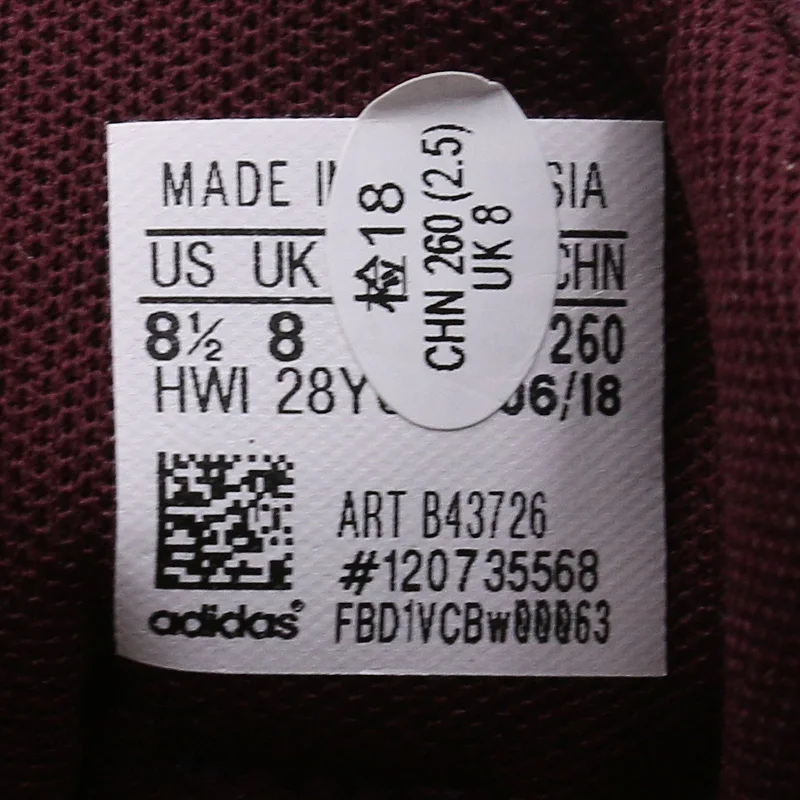 MADE IN
SIA
US UK CHN
8½ 8 260
HWI 28Y 06/18
检18
CHN 260 (2.5)
UK 8
ART B43726
#120735568
adidas®
FBD1VCBW00063